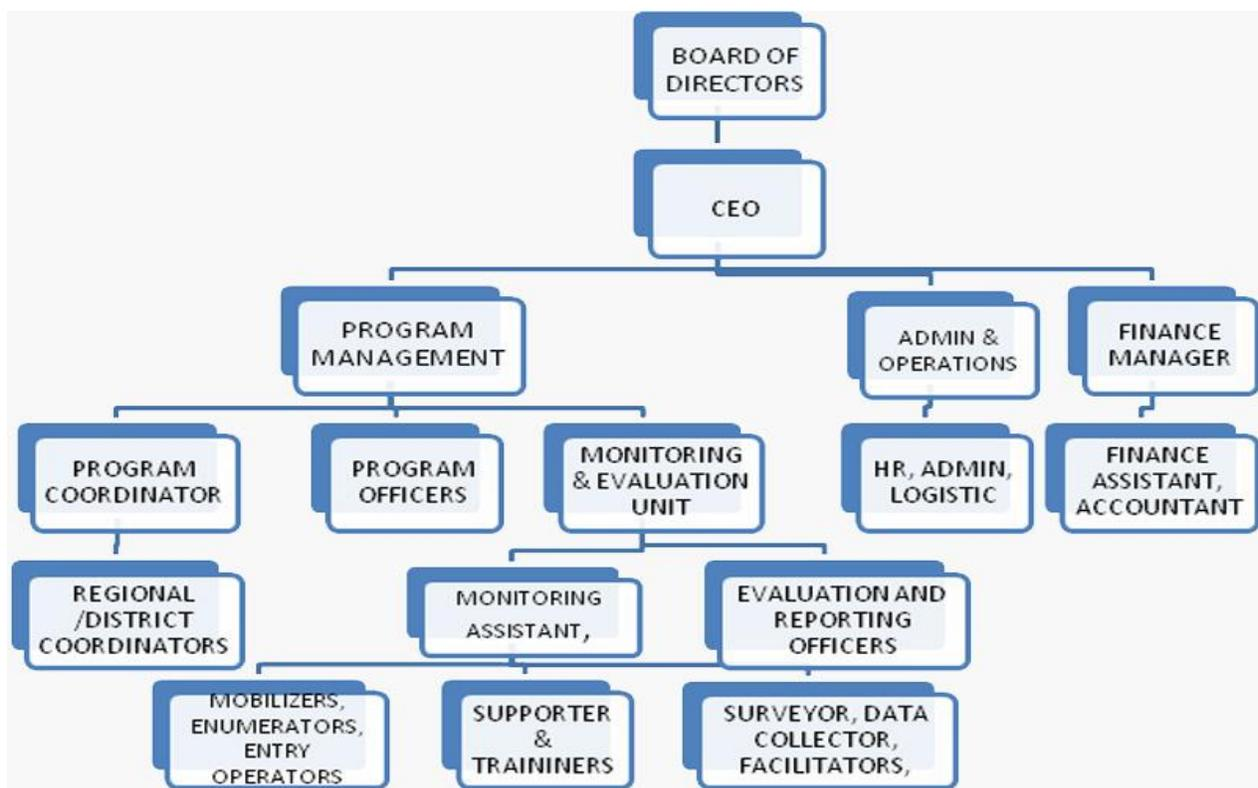 BOARD OF
DIRECTORS
CEO
PROGRAM
MANAGEMENT
ADMIN &
OPERATIONS
FINANCE
MANAGER
PROGRAM
COORDINATOR
PROGRAM
OFFICERS
MONITORING
& EVALUATION
UNIT
HR, ADMIN,
LOGISTIC
FINANCE
ASSISTANT,
ACCOUNTANT
REGIONAL
/DISTRICT
COORDINATORS
MONITORING
ASSISTANT,
EVALUATION AND
REPORTING
OFFICERS
MOBILIZERS,
ENUMERATORS,
ENTRY
OPERATORS
SUPPORTER
&
TRAININERS
SURVEYOR, DATA
COLLECTOR,
FACILITATORS,